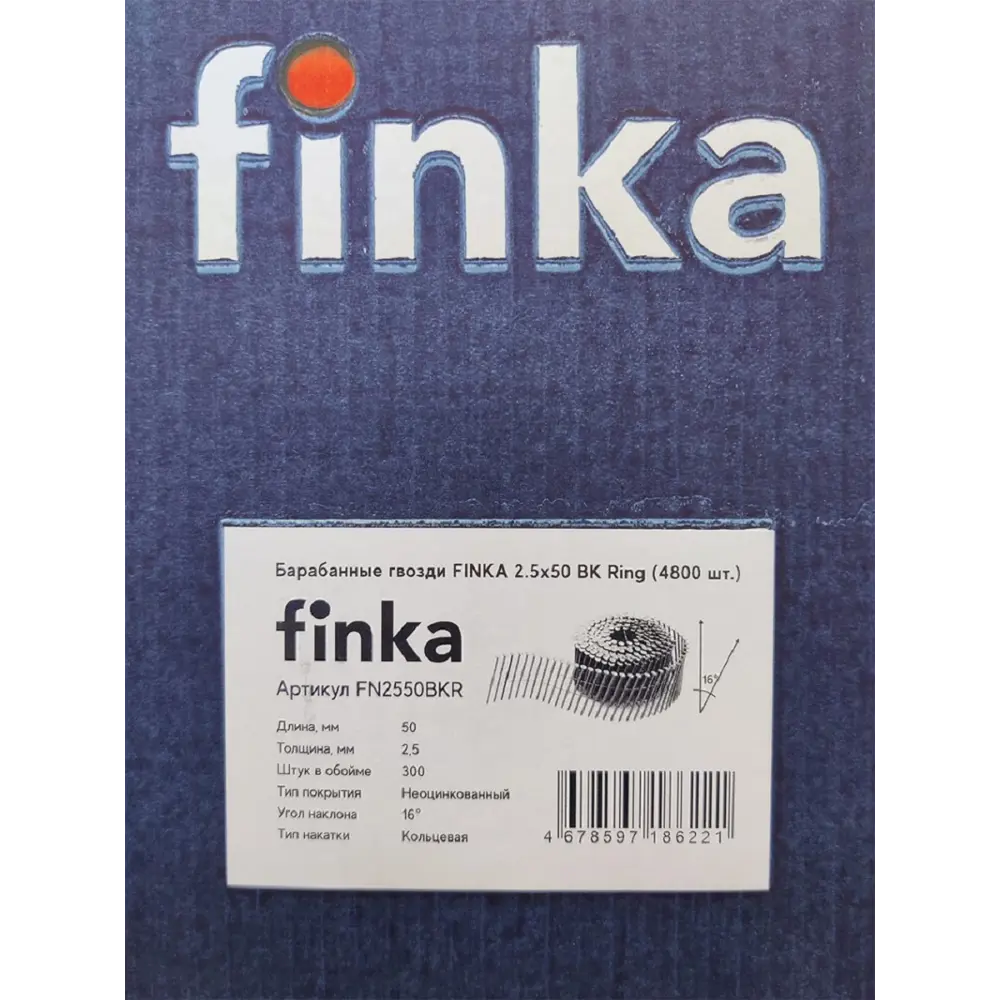 finka
Барабанные гвозди FINKA 2.5x50 BK Ring (4800 шт.)
finka
Артикул FN2550BKR
16°
Длина, мм 50
Толщина, мм 2,5
Штук в обойме 300
Тип покрытия Неоцинкованный
Угол наклона 16°
Тип накатки Кольцевая
4 678597 186221